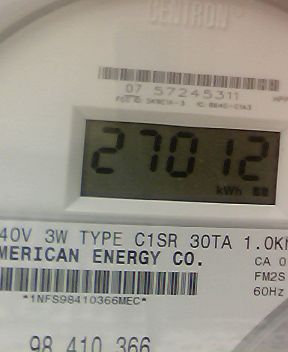 CENTRON
07 57245311
27012
kWh
40V 3W TYPE C1SR 30TA 1.0Kh
MERICAN ENERGY CO.
CA 0
FM2S
60Hz
*1NFS98410366MEC*
98 410 366